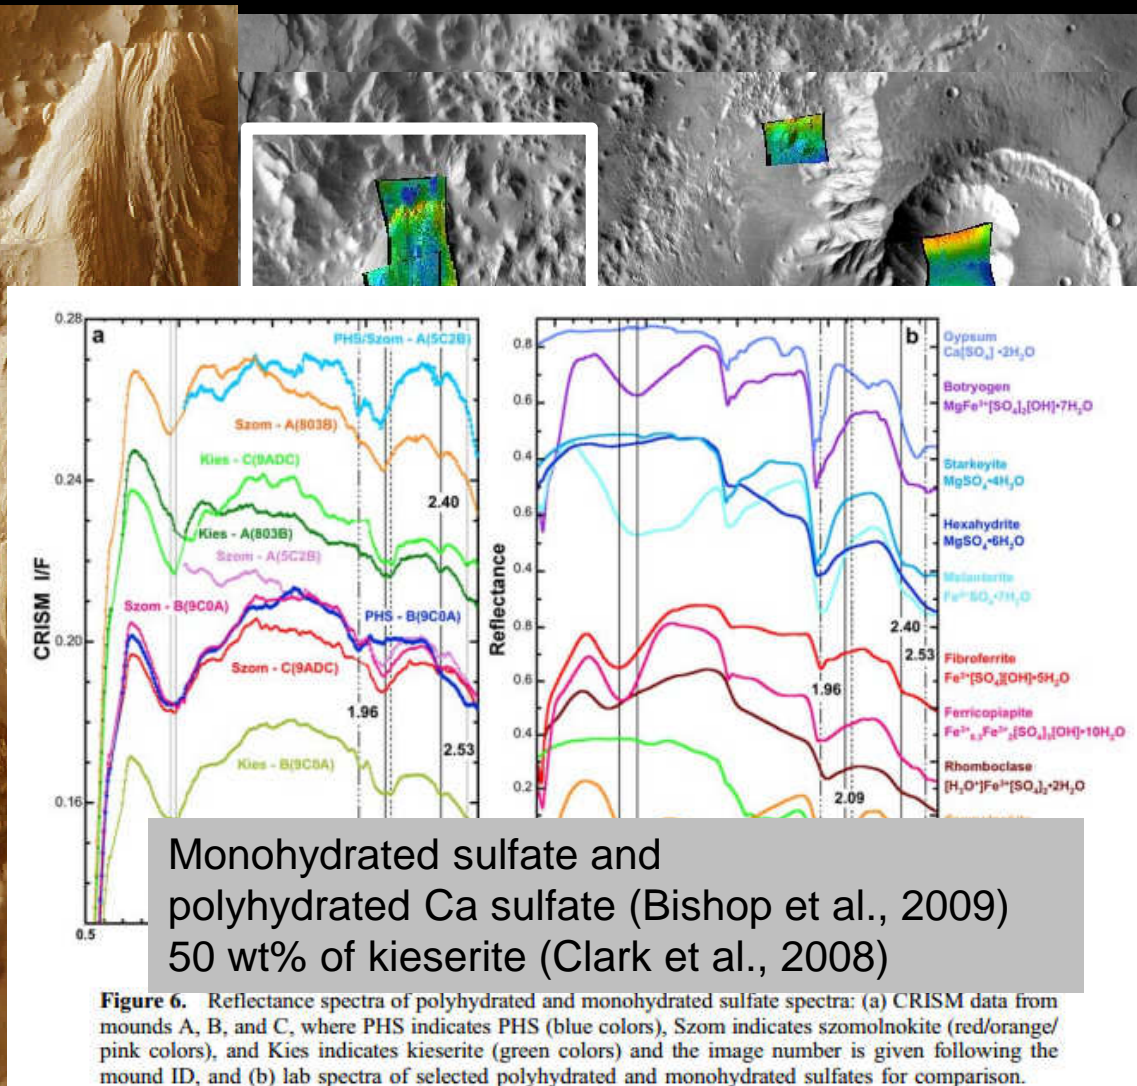 0.28
0.24
0.20
0.16
0.5
CRISM I/F
a
PHS/Szom - A(5C2B)
Szom - A(803B)
Kies - C(9ADC)
2.40
Kies - A(803B)
Szom - A(5C2B)
Szom - B(9C0A)
PHS - B(9C0A)
Szom - C(9ADC)
1.96
2.53
Kies - B(9C0A)
Reflectance
0.8
0.6
0.4
0.6
0.4
0.8
0.6
0.4
0.2
b
2.40
2.53
1.96
2.09
Gypsum
Ca[SO₄]•2H₂O
Botryogen
MgFe³⁺[SO₄]₂[OH]•7H₂O
Starkeyite
MgSO₄•4H₂O
Hexahydrite
MgSO₄•6H₂O
Melanterite
Fe²⁺SO₄•7H₂O
Fibroferrite
Fe³⁺[SO₄][OH]•5H₂O
Ferricopiapite
Rhomboclase
[H₃O⁺]Fe³⁺[SO₄]₂•2H₂O
Monohydrated sulfate and
polyhydrated Ca sulfate (Bishop et al., 2009)
50 wt% of kieserite (Clark et al., 2008)
Figure 6. Reflectance spectra of polyhydrated and monohydrated sulfate spectra: (a) CRISM data from
mounds A, B, and C, where PHS indicates PHS (blue colors), Szom indicates szomolnokite (red/orange/
pink colors), and Kies indicates kieserite (green colors) and the image number is given following the
mound ID, and (b) lab spectra of selected polyhydrated and monohydrated sulfates for comparison.